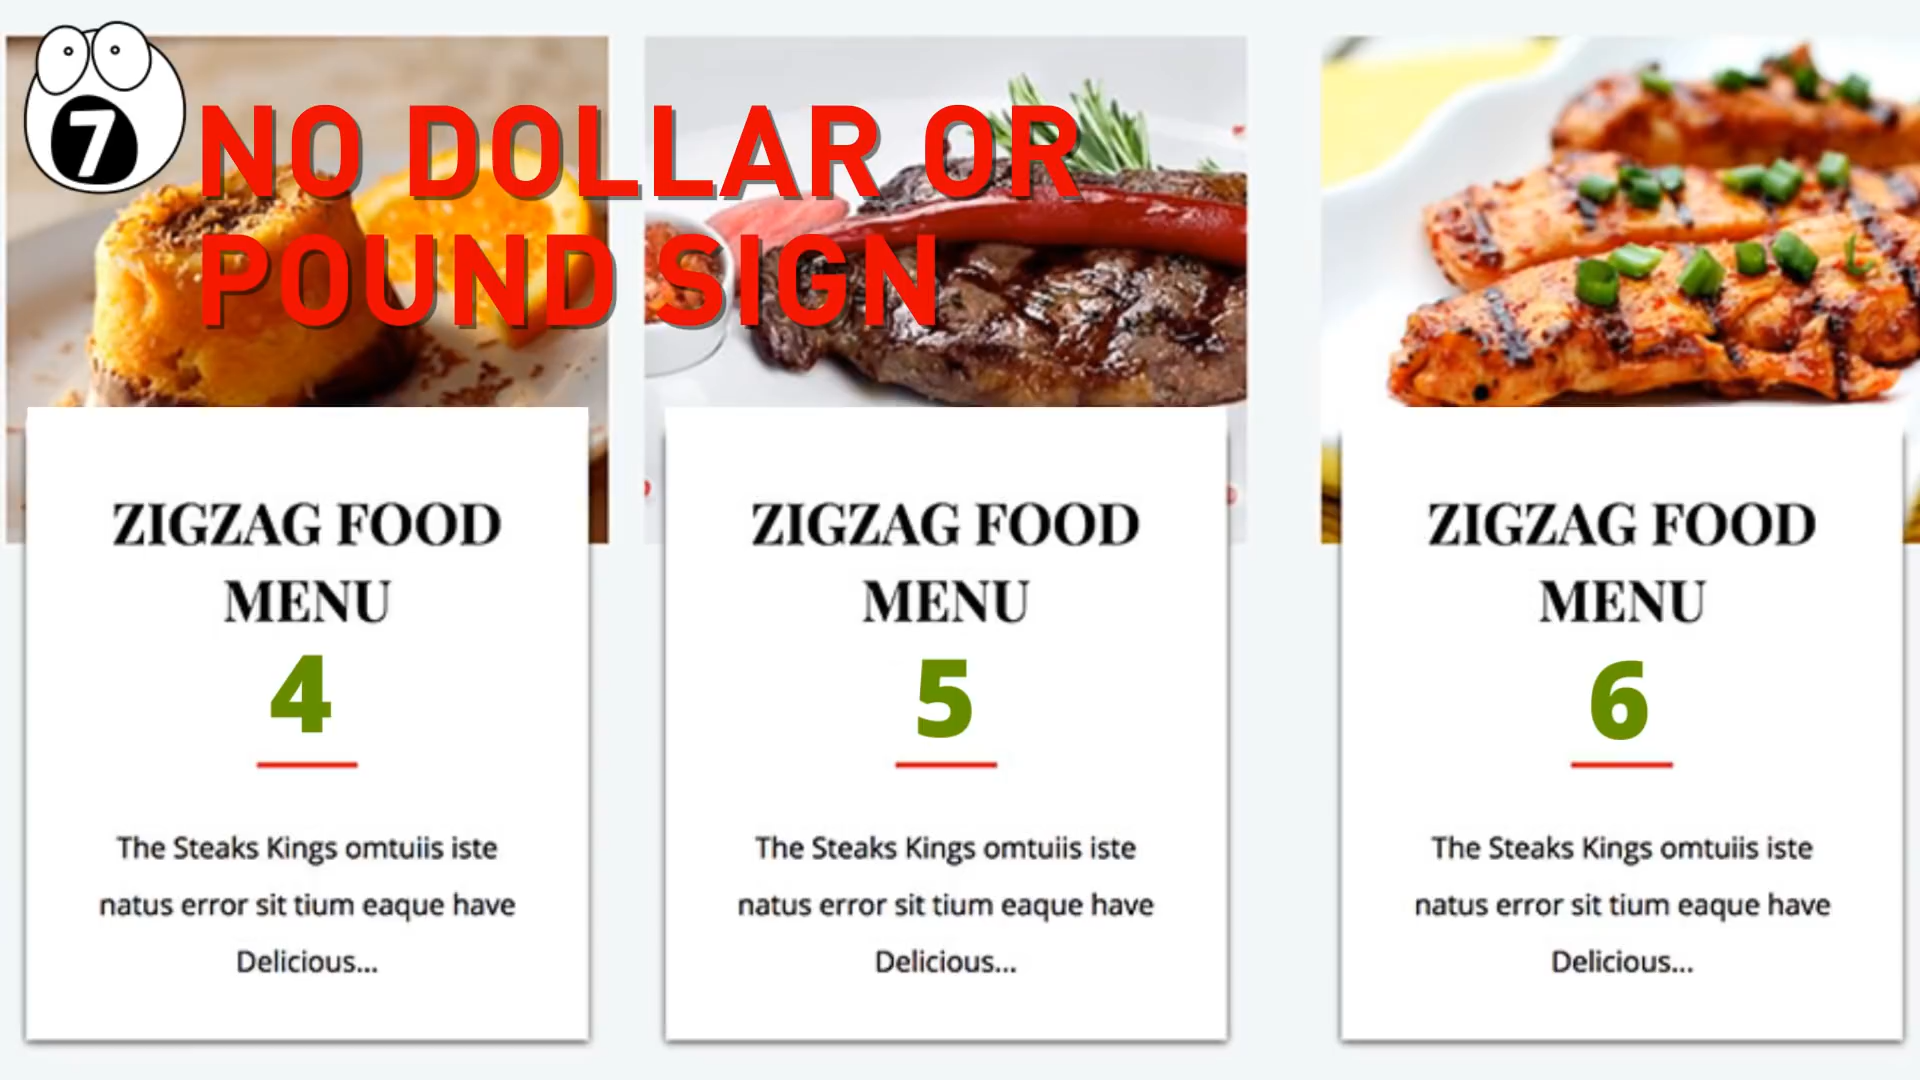 7
NO DOLLAR OR
POUND SIGN
ZIGZAG FOOD
MENU
4
The Steaks Kings omtuiis iste
natus error sit tium eaque have
Delicious...
ZIGZAG FOOD
MENU
5
The Steaks Kings omtuiis iste
natus error sit tium eaque have
Delicious...
ZIGZAG FOOD
MENU
6
The Steaks Kings omtuiis iste
natus error sit tium eaque have
Delicious...